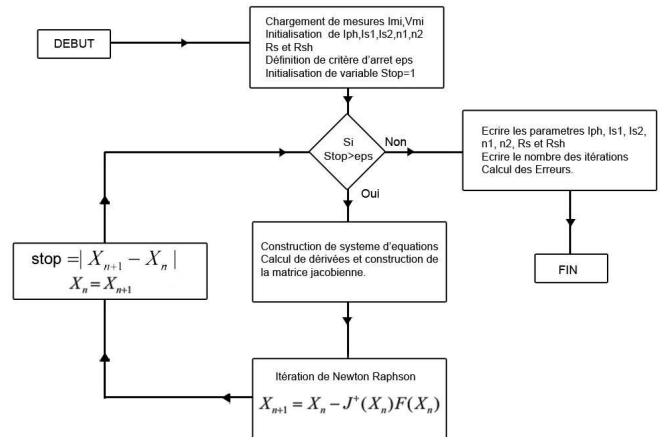 DEBUT
Chargement de mesures Imi,Vmi
Initialisation de Iph,Is1,Is2,n1,n2
Rs et Rsh
Définition de critère d'arret eps
Initialisation de variable Stop=1
Si
Stop>eps
Non
Oui
Ecrire les parametres Iph, Is1, Is2,
n1, n2, Rs et Rsh
Ecrire le nombre des itérations
Calcul des Erreurs.
FIN
Construction de systeme d'equations
Calcul de dérivées et construction de
la matrice jacobienne.
stop =| X_{n+1} − X_n |
X_n = X_{n+1}
Itération de Newton Raphson
X_{n+1} = X_n − J^+(X_n)F(X_n)